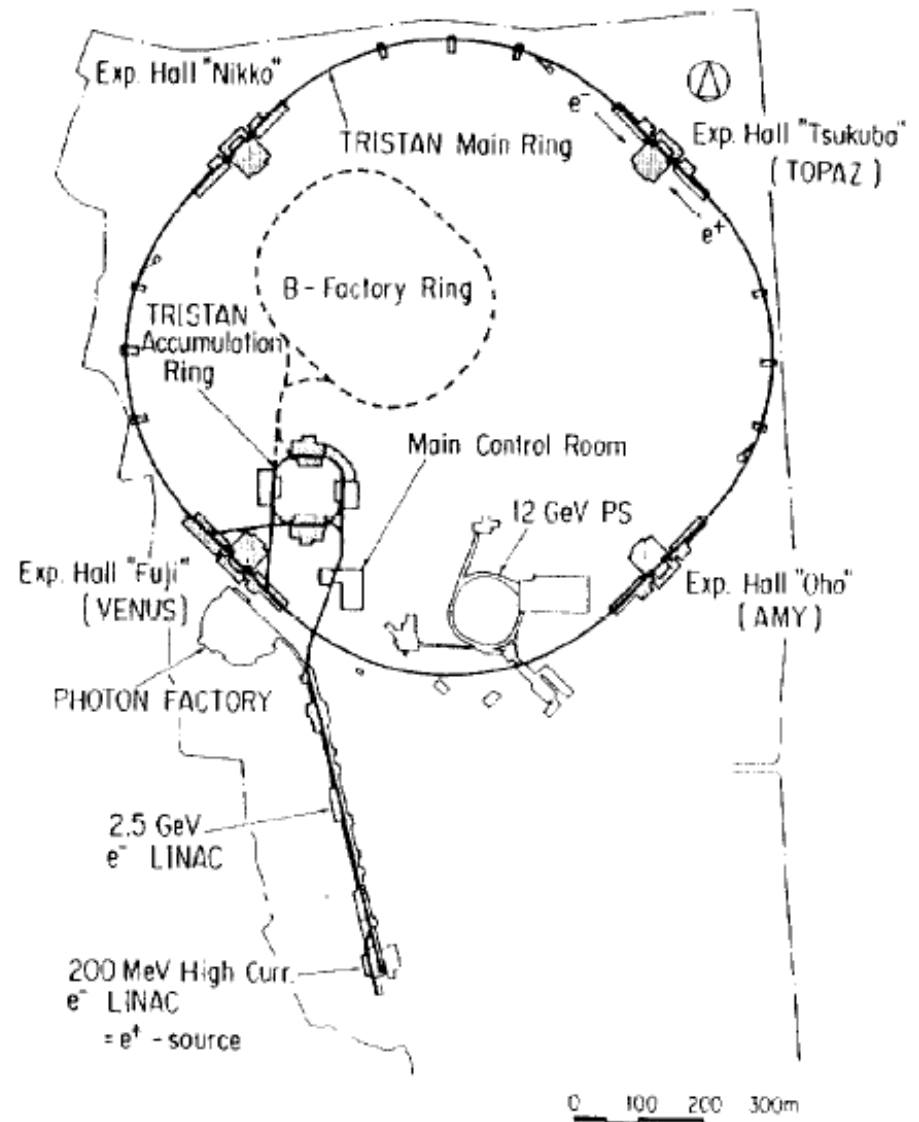 Exp. Hall "Nikko"
e⁻
Exp. Hall "Tsukuba"
(TOPAZ)
TRISTAN Main Ring
e⁺
B-Factory Ring
TRISTAN
Accumulation
Ring
Main Control Room
12 GeV PS
Exp. Hall "Fuji"
(VENUS)
Exp. Hall "Oho"
(AMY)
PHOTON FACTORY
2.5 GeV
e⁻ LINAC
200 MeV High Curr.
e⁻ LINAC
= e⁺ - source
0 100 200 300m